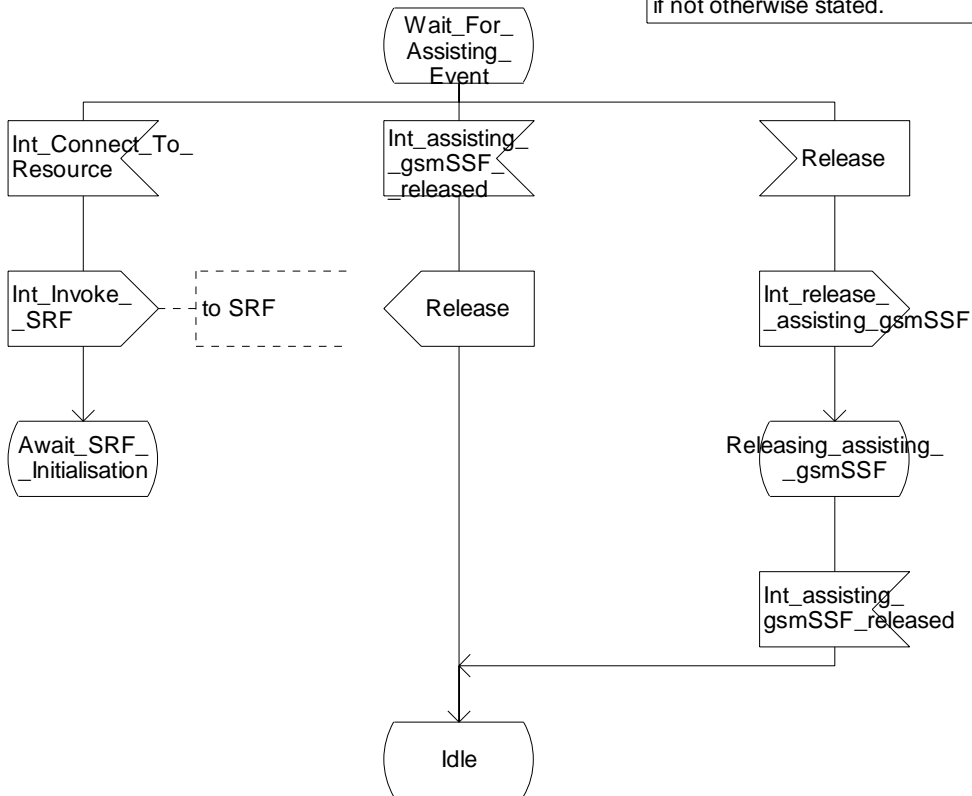 if not otherwise stated.
Wait_For_
Assisting_
Event
Int_Connect_To_
Resource
Int_assisting_
_gsmSSF_
_released
Release
Int_Invoke_
_SRF
to SRF
Release
Int_release_
_assisting_gsmSSF
Await_SRF_
_Initialisation
Releasing_assisting_
_gsmSSF
Int_assisting_
gsmSSF_released
Idle